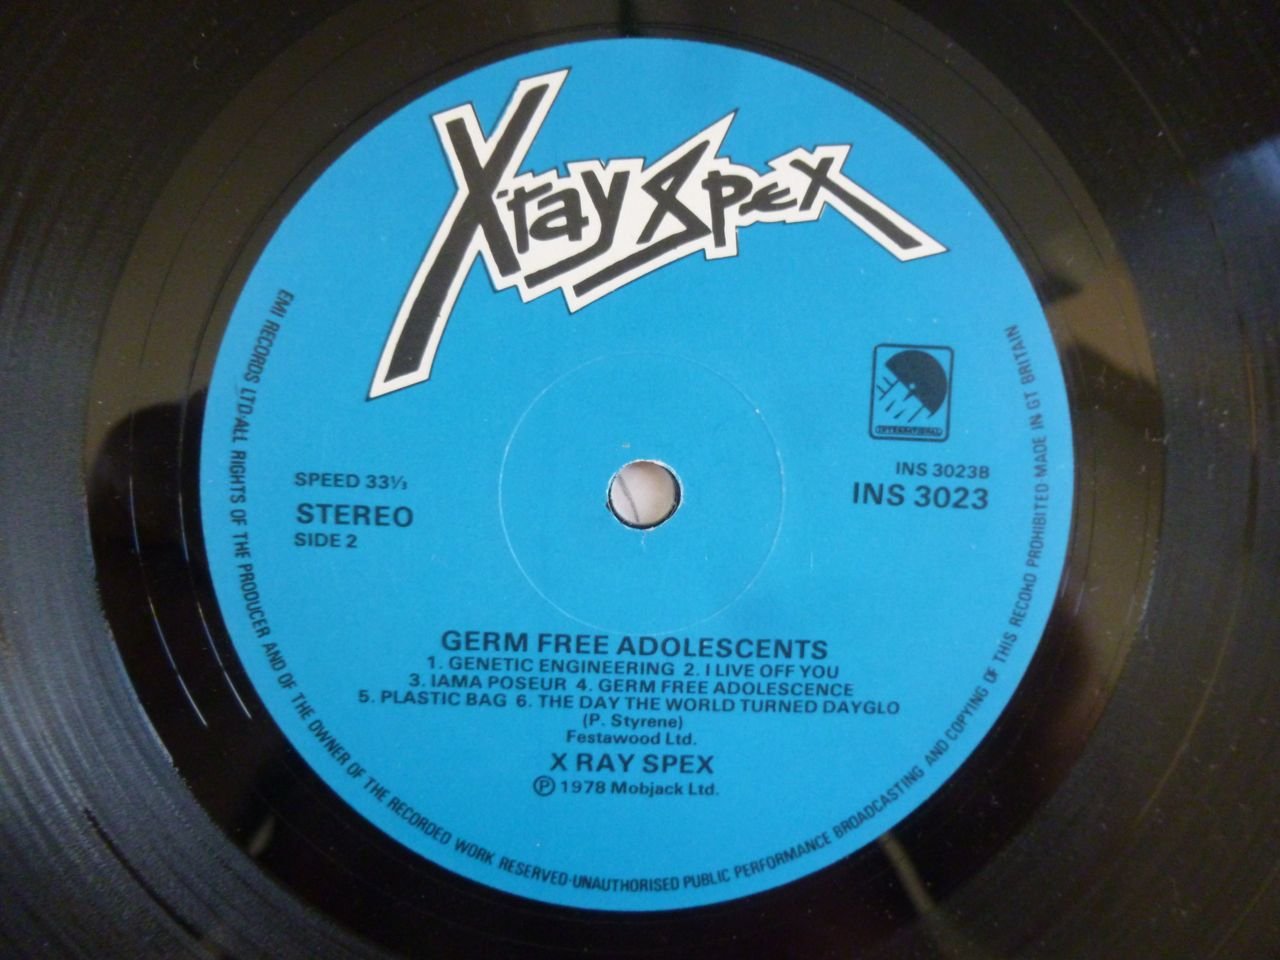 X-ray Spex
INTERNATIONAL
SPEED 33⅓
STEREO
SIDE 2
INS 3023B
INS 3023
GERM FREE ADOLESCENTS
1. GENETIC ENGINEERING 2. I LIVE OFF YOU
3. IAMA POSEUR 4. GERM FREE ADOLESCENCE
5. PLASTIC BAG 6. THE DAY THE WORLD TURNED DAYGLO
(P. Styrene)
Festawood Ltd.
X RAY SPEX
℗ 1978 Mobjack Ltd.
EMI RECORDS LTD·ALL RIGHTS OF THE PRODUCER AND OF THE OWNER OF THE RECORDED WORK RESERVED·UNAUTHORISED PUBLIC PERFORMANCE BROADCASTING AND COPYING OF THIS RECORD PROHIBITED MADE IN GT BRITAIN